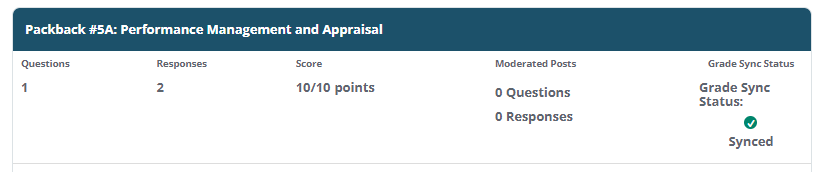 Packback #5A: Performance Management and Appraisal
Questions Responses Score Moderated Posts Grade Sync Status
1 2 10/10 points 0 Questions Grade Sync
Status:
0 Responses
Synced